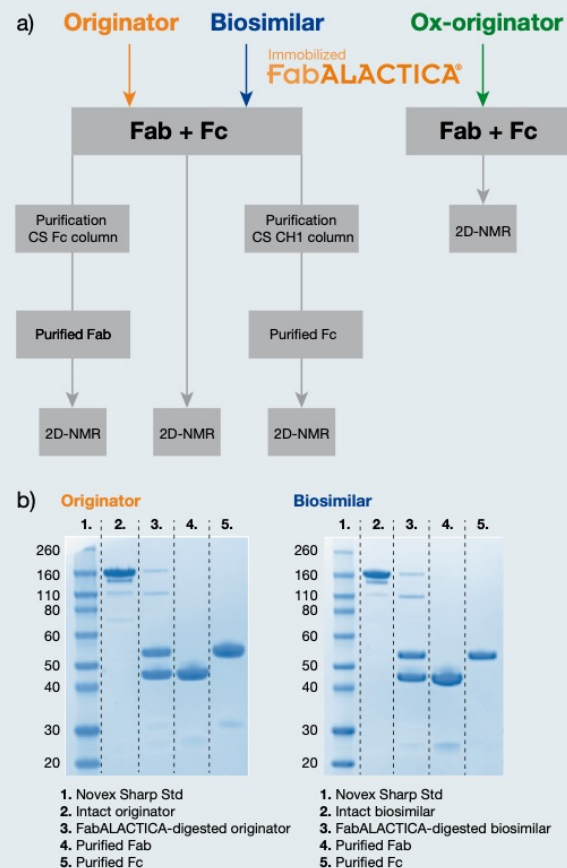 a)
Originator
Biosimilar
Ox-originator
Immobilized
FabALACTICA®
Fab + Fc
Fab + Fc
Purification
CS Fc column
Purification
CS CH1 column
2D-NMR
Purified Fab
Purified Fc
2D-NMR
2D-NMR
2D-NMR
b)
Originator
1. 2. 3. 4. 5.
260
160
110
80
60
50
40
30
20
1. Novex Sharp Std
2. Intact originator
3. FabALACTICA-digested originator
4. Purified Fab
5. Purified Fc
Biosimilar
1. 2. 3. 4. 5.
260
160
110
80
60
50
40
30
20
1. Novex Sharp Std
2. Intact biosimilar
3. FabALACTICA-digested biosimilar
4. Purified Fab
5. Purified Fc